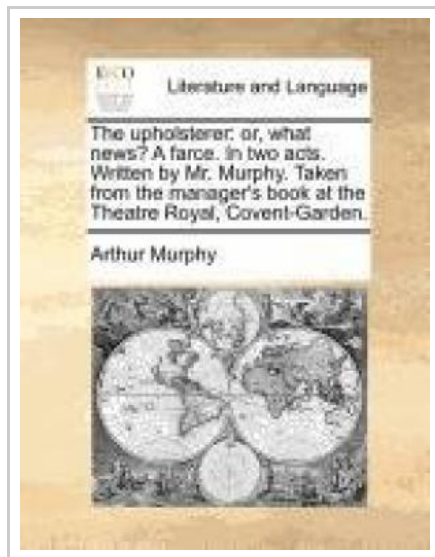 ECCO
Literature and Language
The upholsterer: or, what
news? A farce. In two acts.
Written by Mr. Murphy. Taken
from the manager's book at the
Theatre Royal, Covent-Garden.
Arthur Murphy